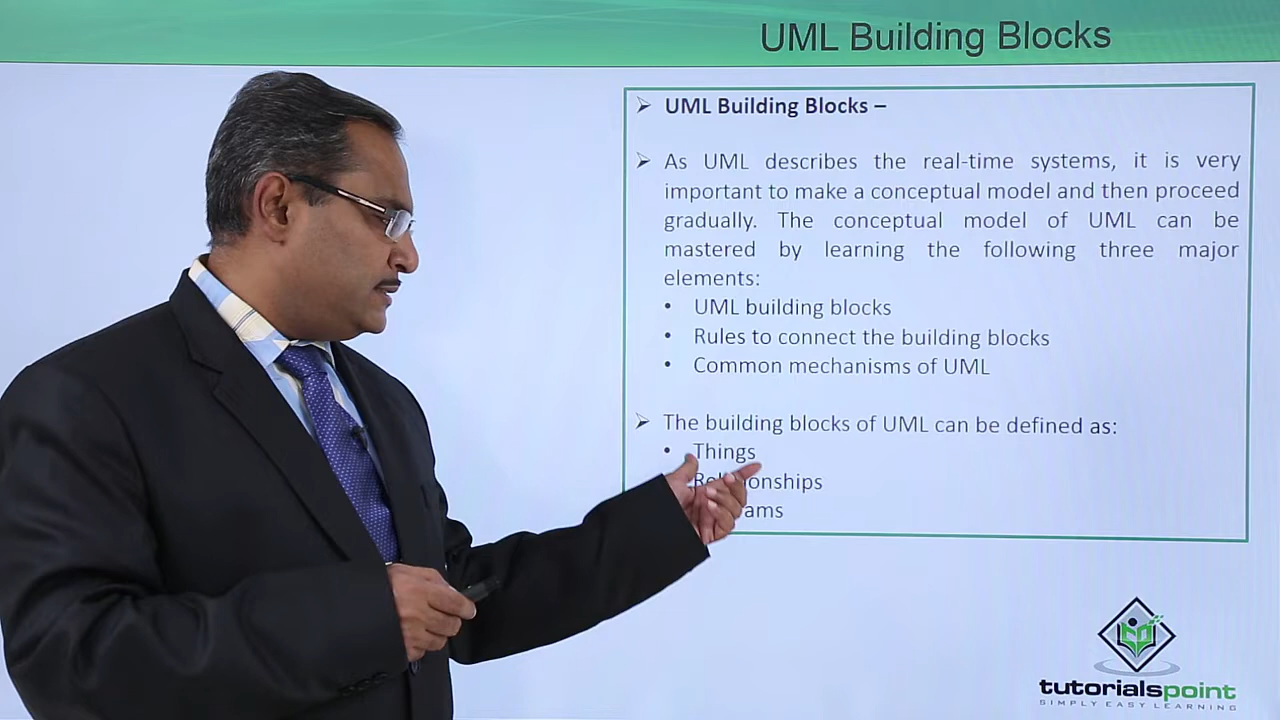 UML Building Blocks
➢ UML Building Blocks –
➢ As UML describes the real-time systems, it is very
important to make a conceptual model and then proceed
gradually. The conceptual model of UML can be
mastered by learning the following three major
elements:
• UML building blocks
• Rules to connect the building blocks
• Common mechanisms of UML
➢ The building blocks of UML can be defined as:
• Things
tutorialspoint
SIMPLY EASY LEARNING